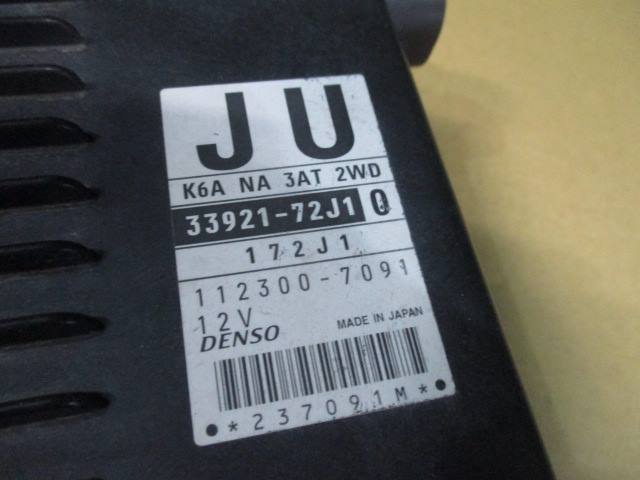 JU
K6A NA 3AT 2WD
33921-72J1 0
172J1
112300-7091
12V
DENSO MADE IN JAPAN
*237091M*